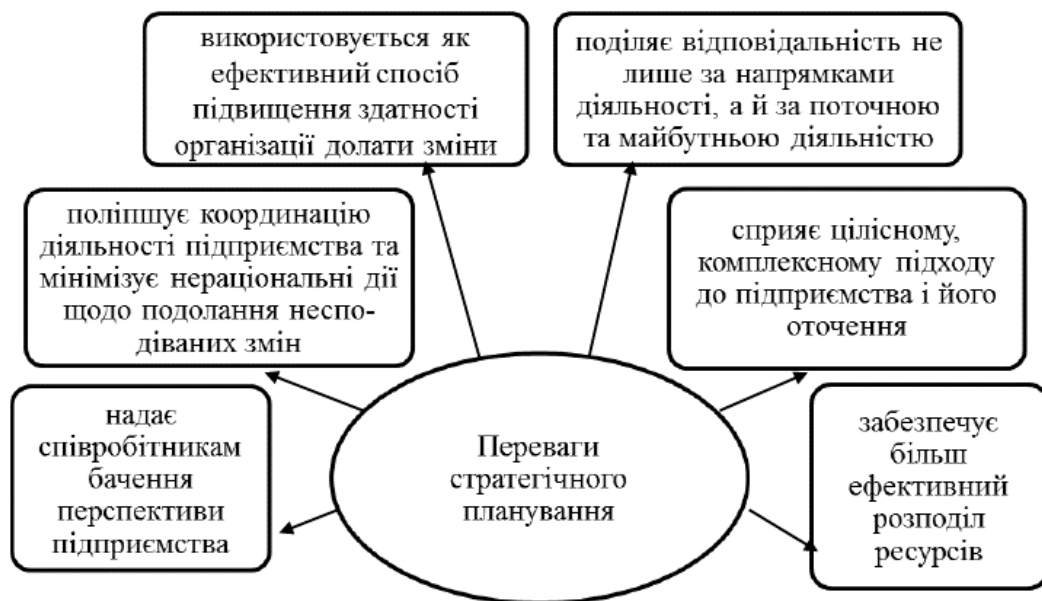 використовується як
ефективний спосіб
підвищення здатності
організації долати зміни
поділяє відповідальність не
лише за напрямками
діяльності, а й за поточною
та майбутньою діяльністю
поліпшує координацію
діяльності підприємства та
мінімізує нераціональні дії
щодо подолання неспо-
діваних змін
сприяє цілісному,
комплексному підходу
до підприємства і його
оточення
надає
співробітникам
бачення
перспективи
підприємства
Переваги
стратегічного
планування
забезпечує
більш
ефективний
розподіл
ресурсів